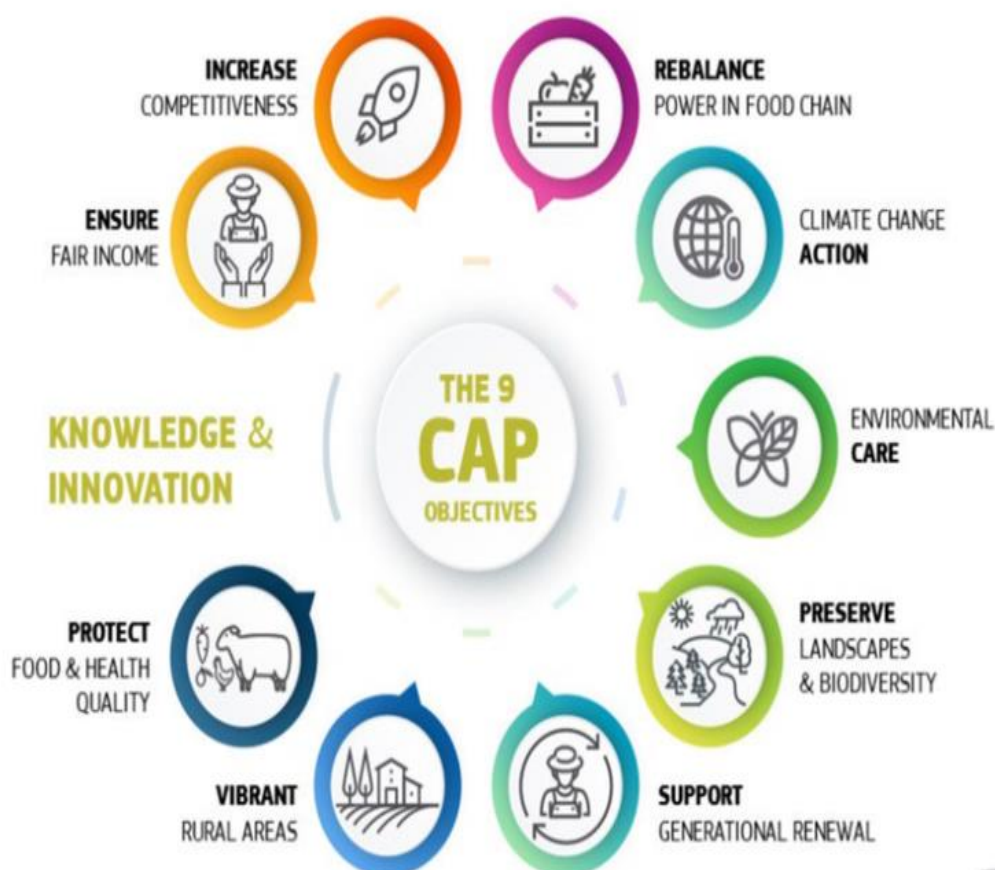 THE 9
CAP
OBJECTIVES
INCREASE
COMPETITIVENESS
REBALANCE
POWER IN FOOD CHAIN
ENSURE
FAIR INCOME
CLIMATE CHANGE
ACTION
KNOWLEDGE &
INNOVATION
ENVIRONMENTAL
CARE
PROTECT
FOOD & HEALTH
QUALITY
PRESERVE
LANDSCAPES
& BIODIVERSITY
VIBRANT
RURAL AREAS
SUPPORT
GENERATIONAL RENEWAL